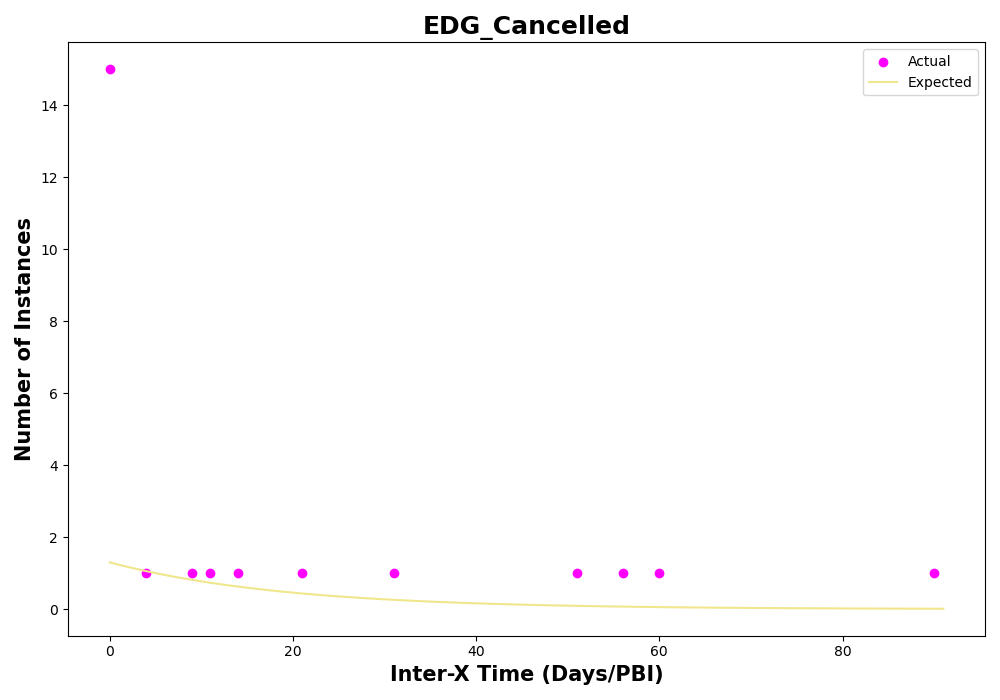 EDG_Cancelled
Actual
Expected
14
12
10
8
6
4
2
0
Number of Instances
0 20 40 60 80
Inter-X Time (Days/PBI)